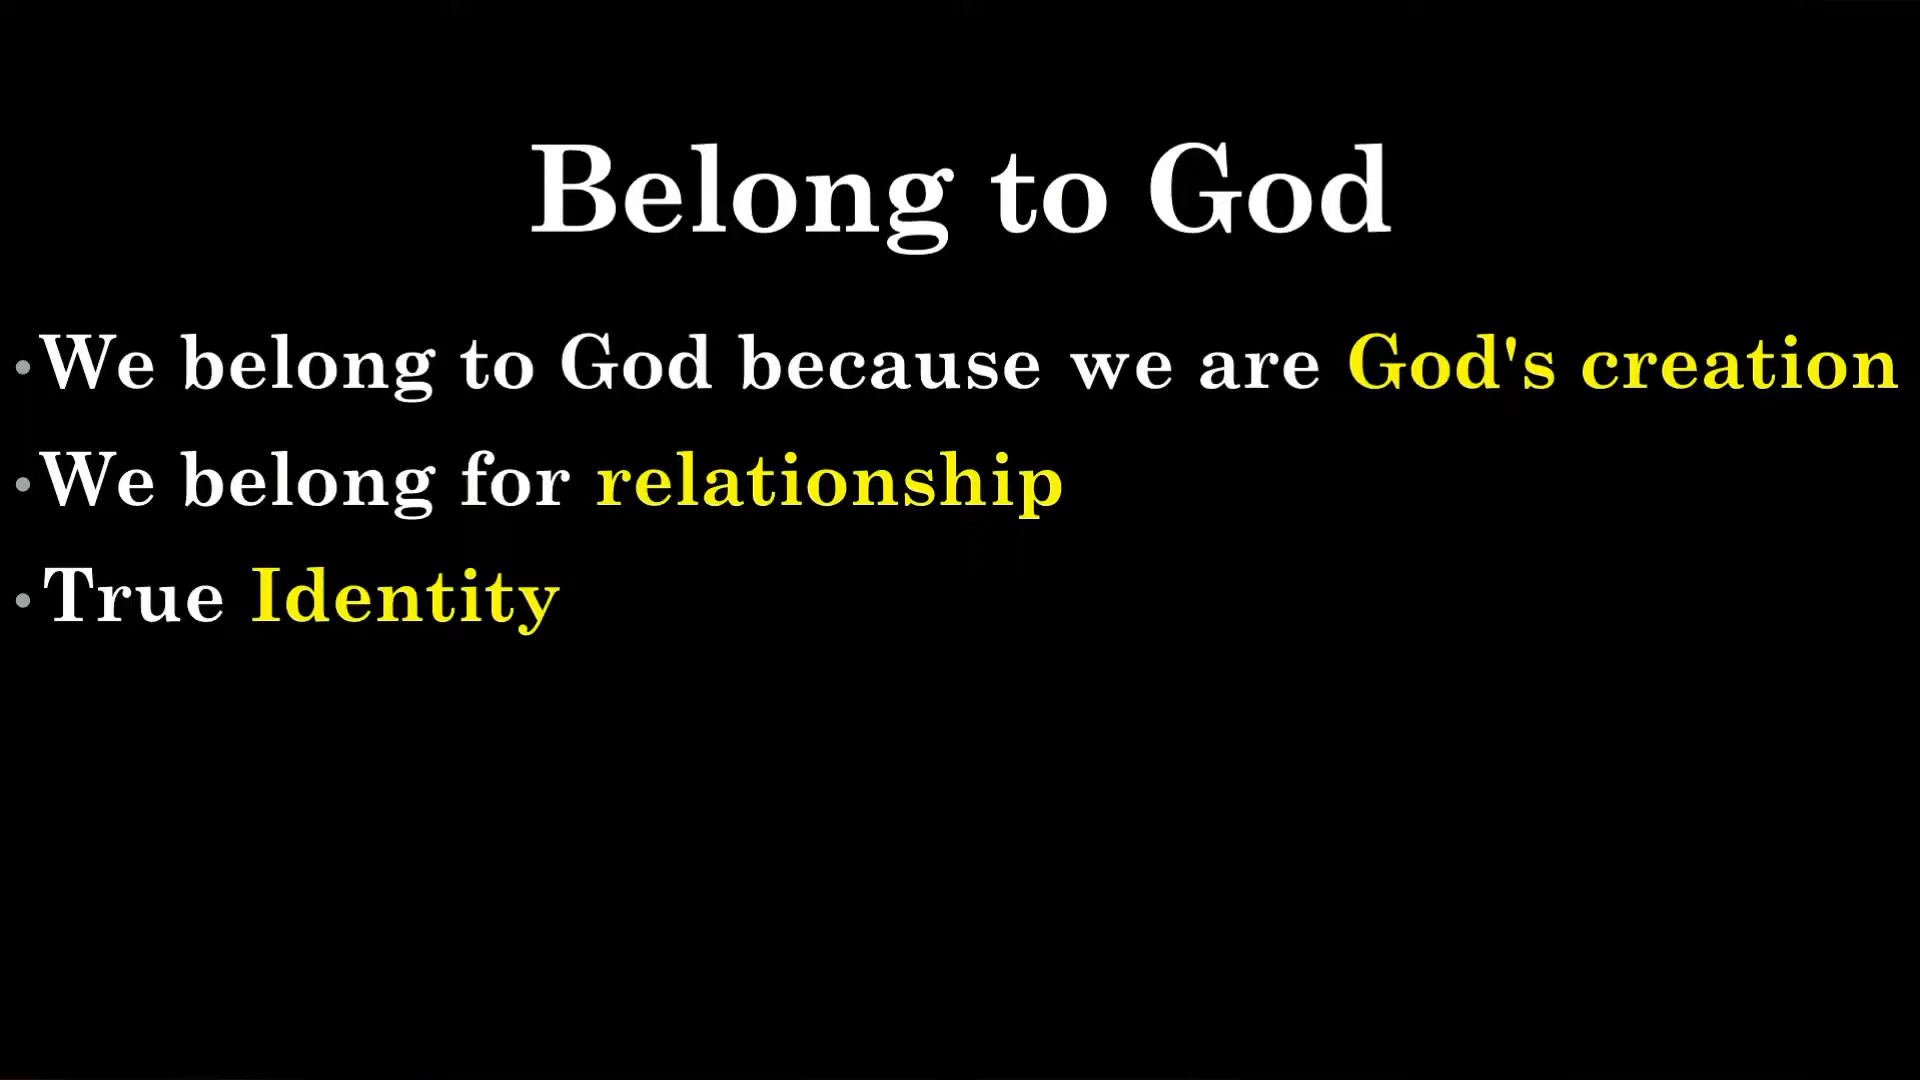 Belong to God
•We belong to God because we are God's creation
•We belong for relationship
•True Identity